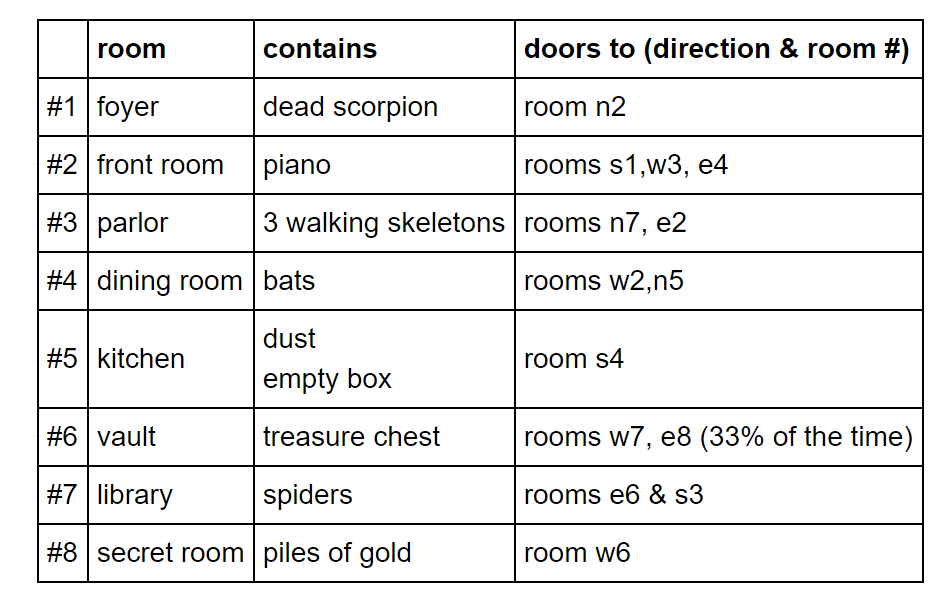 room contains doors to (direction & room #)
#1 foyer dead scorpion room n2
#2 front room piano rooms s1,w3, e4
#3 parlor 3 walking skeletons rooms n7, e2
#4 dining room bats rooms w2,n5
#5 kitchen dust room s4
empty box
#6 vault treasure chest rooms w7, e8 (33% of the time)
#7 library spiders rooms e6 & s3
#8 secret room piles of gold room w6